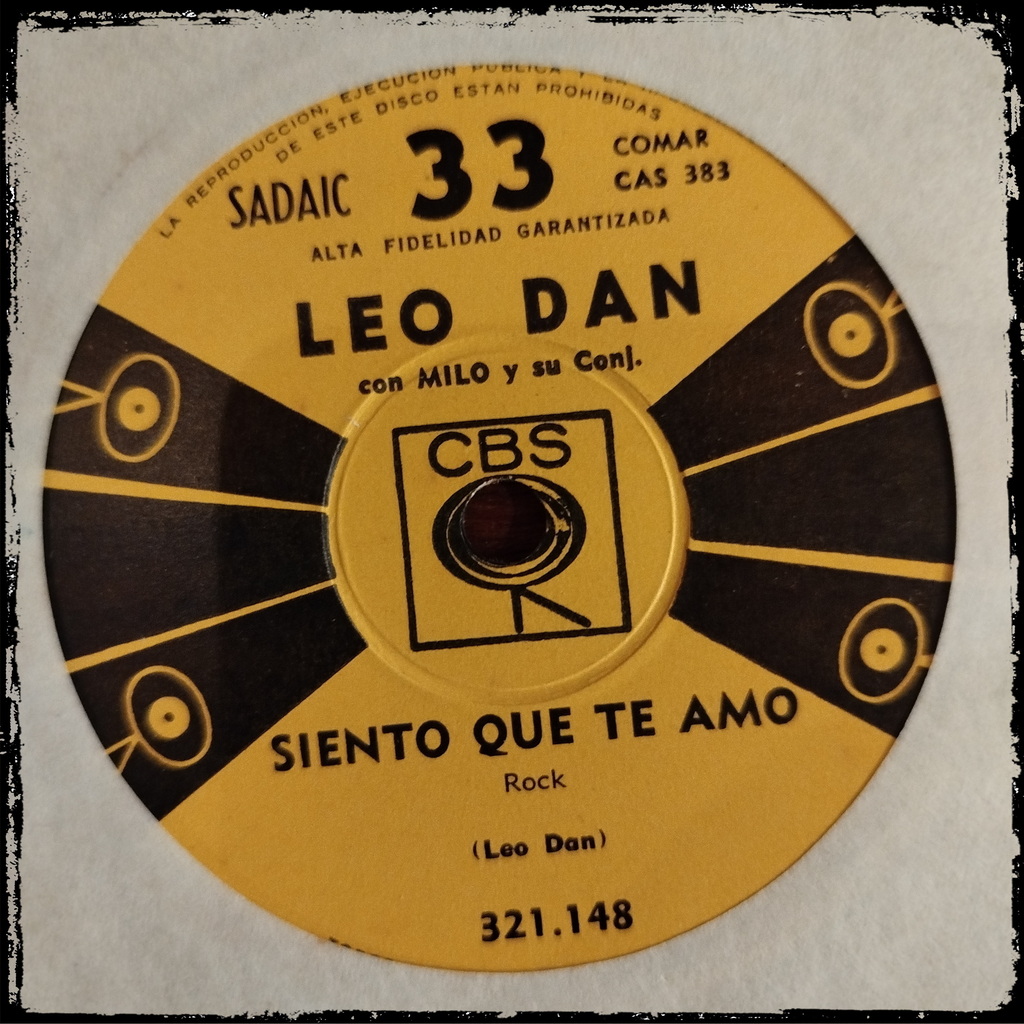 LA REPRODUCCION, EJECUCION PUBLICA Y
DE ESTE DISCO ESTAN PROHIBIDAS
SADAIC
33
COMAR
CAS 383
ALTA FIDELIDAD GARANTIZADA
LEO DAN
con MILO y su Conj.
CBS
SIENTO QUE TE AMO
Rock
(Leo Dan)
321.148